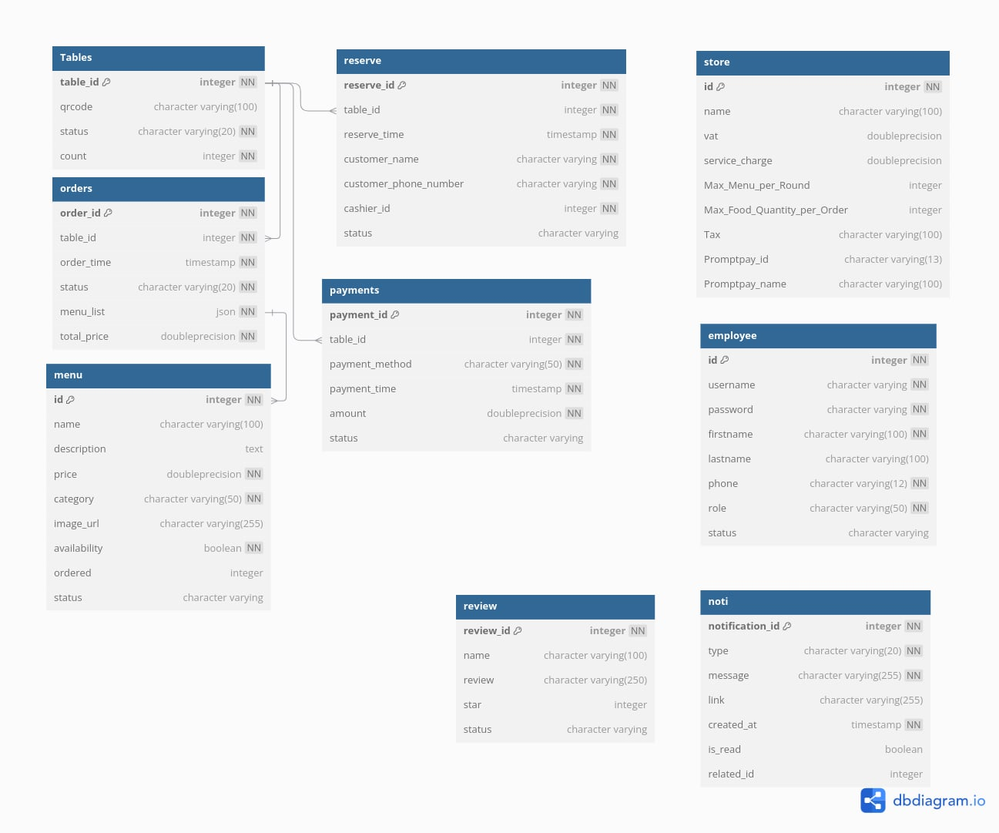 Tables
table_id integer NN
qrcode character varying(100)
status character varying(20) NN
count integer NN
orders
order_id integer NN
table_id integer NN
order_time timestamp NN
status character varying(20) NN
menu_list json NN
total_price doubleprecision NN
menu
id integer NN
name character varying(100)
description text
price doubleprecision NN
category character varying(50) NN
image_url character varying(255)
availability boolean NN
ordered integer
status character varying
reserve
reserve_id integer NN
table_id integer NN
reserve_time timestamp NN
customer_name character varying NN
customer_phone_number character varying NN
cashier_id integer NN
status character varying
payments
payment_id integer NN
table_id integer NN
payment_method character varying(50) NN
payment_time timestamp NN
amount doubleprecision NN
status character varying
review
review_id integer NN
name character varying(100)
review character varying(250)
star integer
status character varying
store
id integer NN
name character varying(100)
vat doubleprecision
service_charge doubleprecision
Max_Menu_per_Round integer
Max_Food_Quantity_per_Order integer
Tax character varying(100)
Promptpay_id character varying(13)
Promptpay_name character varying(100)
employee
id integer NN
username character varying NN
password character varying NN
firstname character varying(100) NN
lastname character varying(100)
phone character varying(12) NN
role character varying(50) NN
status character varying
noti
notification_id integer NN
type character varying(20) NN
message character varying(255) NN
link character varying(255)
created_at timestamp NN
is_read boolean
related_id integer
dbdiagram.io